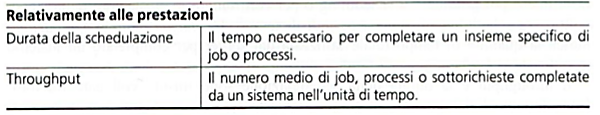 Relativamente alle prestazioni
Durata della schedulazione
Il tempo necessario per completare un insieme specifico di
job o processi.
Throughput
Il numero medio di job, processi o sottorichieste completate
da un sistema nell'unità di tempo.